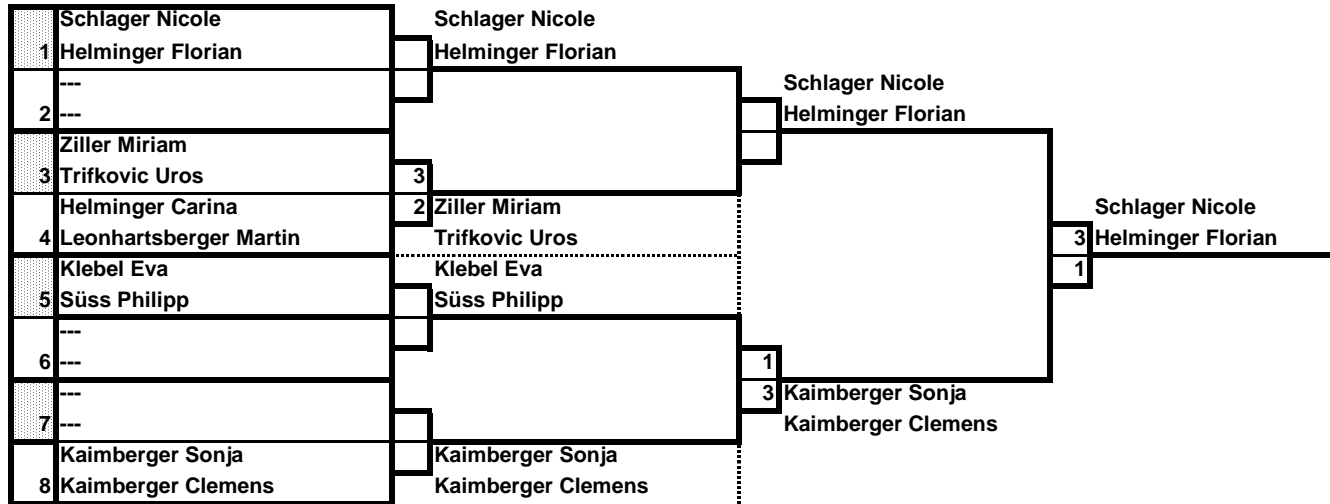 Schlager Nicole Schlager Nicole
1 Helminger Florian Helminger Florian
--- Schlager Nicole
2 --- Helminger Florian
Ziller Miriam
3 Trifkovic Uros 3
Helminger Carina 2 Ziller Miriam Schlager Nicole
4 Leonhartsberger Martin Trifkovic Uros 3 Helminger Florian
Klebel Eva Klebel Eva 1
5 Süss Philipp Süss Philipp
---
6 --- 1
--- 3 Kaimberger Sonja
7 --- Kaimberger Clemens
Kaimberger Sonja Kaimberger Sonja
8 Kaimberger Clemens Kaimberger Clemens